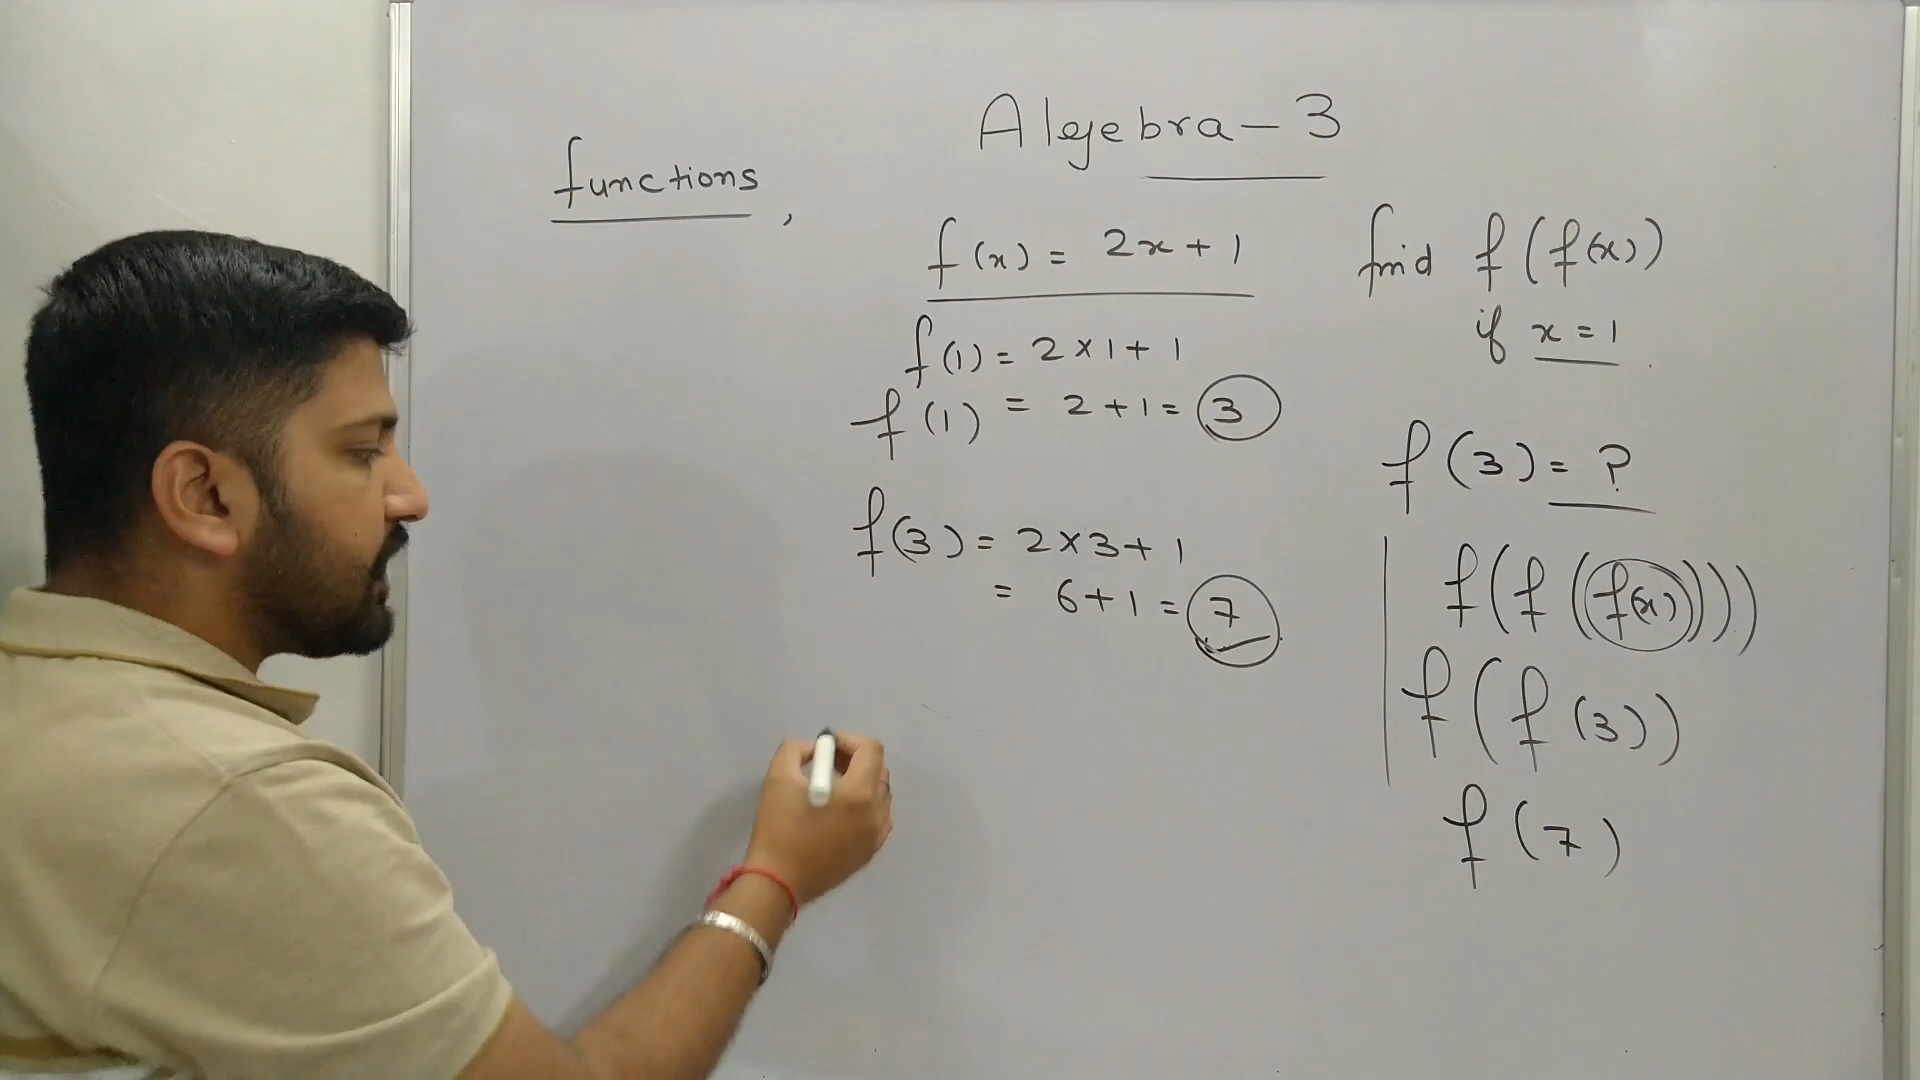 Algebra - 3
functions,
f(x) = 2x + 1
f(1) = 2 × 1 + 1
f(1) = 2 + 1 = 3
f(3) = 2 × 3 + 1
= 6 + 1 = 7
find f(f(x))
if x = 1
f(3) = ?
f(f(f(x))))
f(f(3))
f(7)